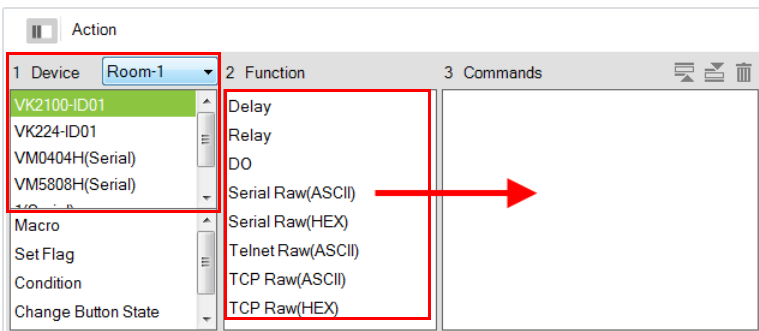 Action
1 Device Room-1
VK2100-ID01
VK224-ID01
VM0404H(Serial)
VM5808H(Serial)
Macro
Set Flag
Condition
Change Button State
2 Function
Delay
Relay
DO
Serial Raw(ASCII)
Serial Raw(HEX)
Telnet Raw(ASCII)
TCP Raw(ASCII)
TCP Raw(HEX)
3 Commands